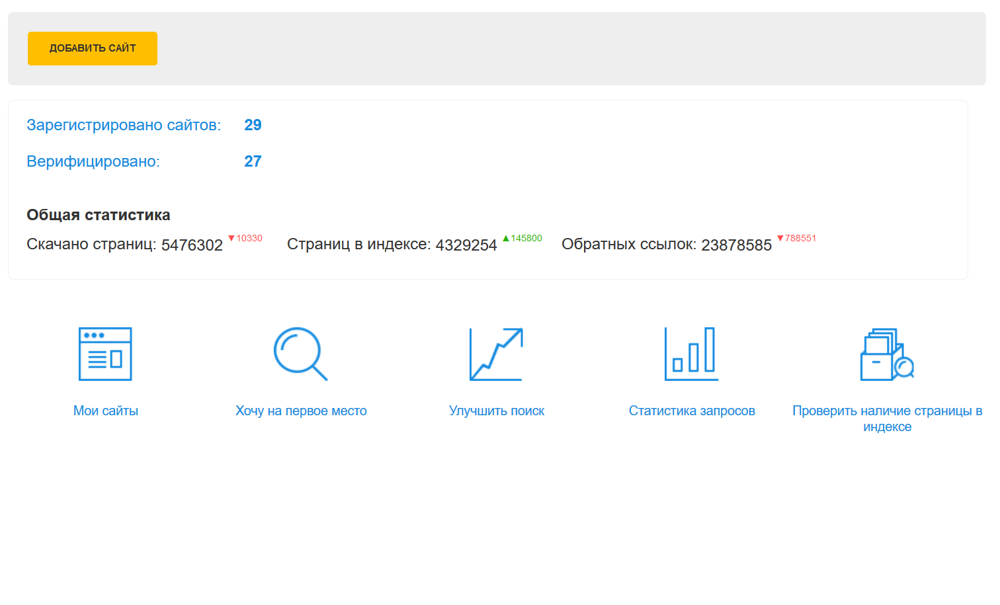 ДОБАВИТЬ САЙТ
Зарегистрировано сайтов: 29
Верифицировано: 27
Общая статистика
Скачано страниц: 5476302 ▼10330 Страниц в индексе: 4329254 ▲145800 Обратных ссылок: 23878585 ▼788551
Мои сайты
Хочу на первое место
Улучшить поиск
Статистика запросов
Проверить наличие страницы в
индексе